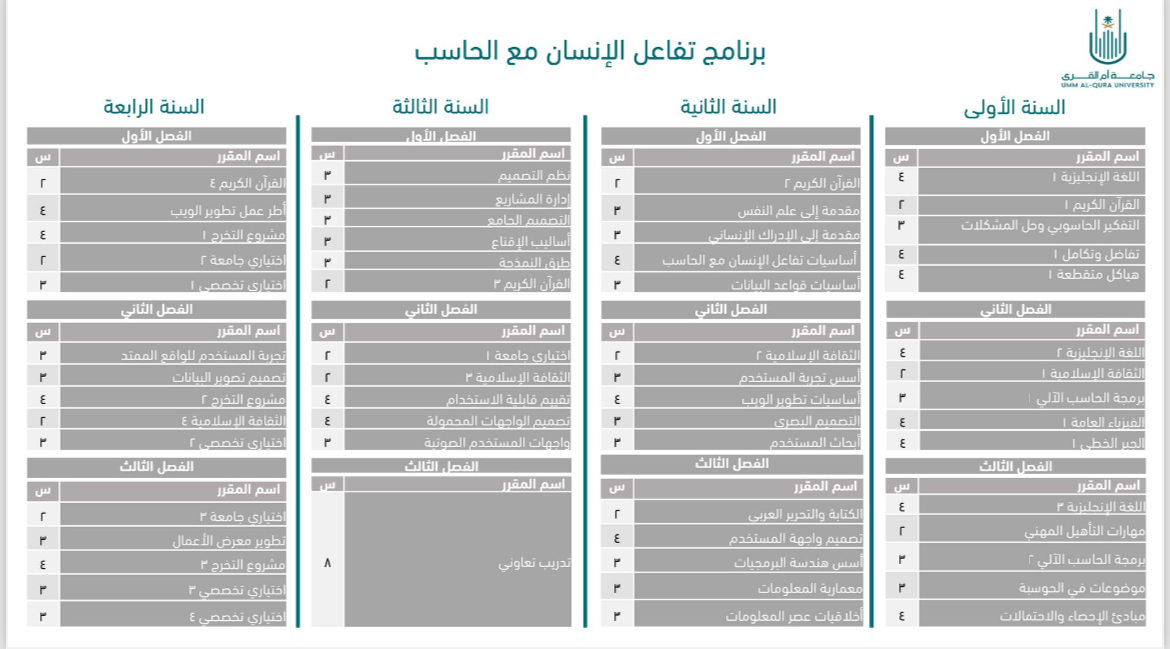 جامعـــة أم القـــرى
UMM AL-QURA UNIVERSITY
برنامج تفاعل الإنسان مع الحاسب
السنة الأولى
الفصل الأول
اسم المقرر س
اللغة الإنجليزية ١ ٤
القرآن الكريم ١ ٢
التفكير الحاسوبي وحل المشكلات ٣
تفاضل وتكامل ١ ٤
هياكل متقطعة ١ ٤
الفصل الثاني
اسم المقرر س
اللغة الإنجليزية ٢ ٤
الثقافة الإسلامية ١ ٢
برمجة الحاسب الآلي ١ ٣
الفيزياء العامة ١ ٤
الجبر الخطي ١ ٤
الفصل الثالث
اسم المقرر س
اللغة الإنجليزية ٣ ٤
مهارات التأهيل المهني ٢
برمجة الحاسب الآلي ٢ ٣
موضوعات في الحوسبة ٣
مبادئ الإحصاء والاحتمالات ٤
السنة الثانية
الفصل الأول
اسم المقرر س
القرآن الكريم ٢ ٢
مقدمة إلى علم النفس ٣
مقدمة إلى الإدراك الإنساني ٣
أساسيات تفاعل الإنسان مع الحاسب ٤
أساسيات قواعد البيانات ٣
الفصل الثاني
اسم المقرر س
الثقافة الإسلامية ٢ ٢
أسس تجربة المستخدم ٣
أساسيات تطوير الويب ٤
التصميم البصري ٣
أبحاث المستخدم ٣
الفصل الثالث
اسم المقرر س
الكتابة والتحرير العربي ٢
تصميم واجهة المستخدم ٤
أسس هندسة البرمجيات ٣
معمارية المعلومات ٣
أخلاقيات عصر المعلومات ٣
السنة الثالثة
الفصل الأول
اسم المقرر س
نظم التصميم ٣
إدارة المشاريع ٣
التصميم الجامع ٣
أساليب الإقناع ٣
طرق النمذجة ٣
القرآن الكريم ٣ ٢
الفصل الثاني
اسم المقرر س
اختياري جامعة ١ ٢
الثقافة الإسلامية ٣ ٢
تقييم قابلية الاستخدام ٤
تصميم الواجهات المحمولة ٤
واجهات المستخدم الصوتية ٣
الفصل الثالث
اسم المقرر س
تدريب تعاوني ٨
السنة الرابعة
الفصل الأول
اسم المقرر س
القرآن الكريم ٤ ٢
أطر عمل تطوير الويب ٤
مشروع التخرج ١ ٤
اختياري جامعة ٢ ٢
اختياري تخصصي ١ ٣
الفصل الثاني
اسم المقرر س
تجربة المستخدم للواقع الممتد ٣
تصميم تصوير البيانات ٣
مشروع التخرج ٢ ٤
الثقافة الإسلامية ٤ ٢
اختياري تخصصي ٢ ٣
الفصل الثالث
اسم المقرر س
اختياري جامعة ٣ ٢
تطوير معرض الأعمال ٣
مشروع التخرج ٣ ٤
اختياري تخصصي ٣ ٣
اختياري تخصصي ٤ ٣